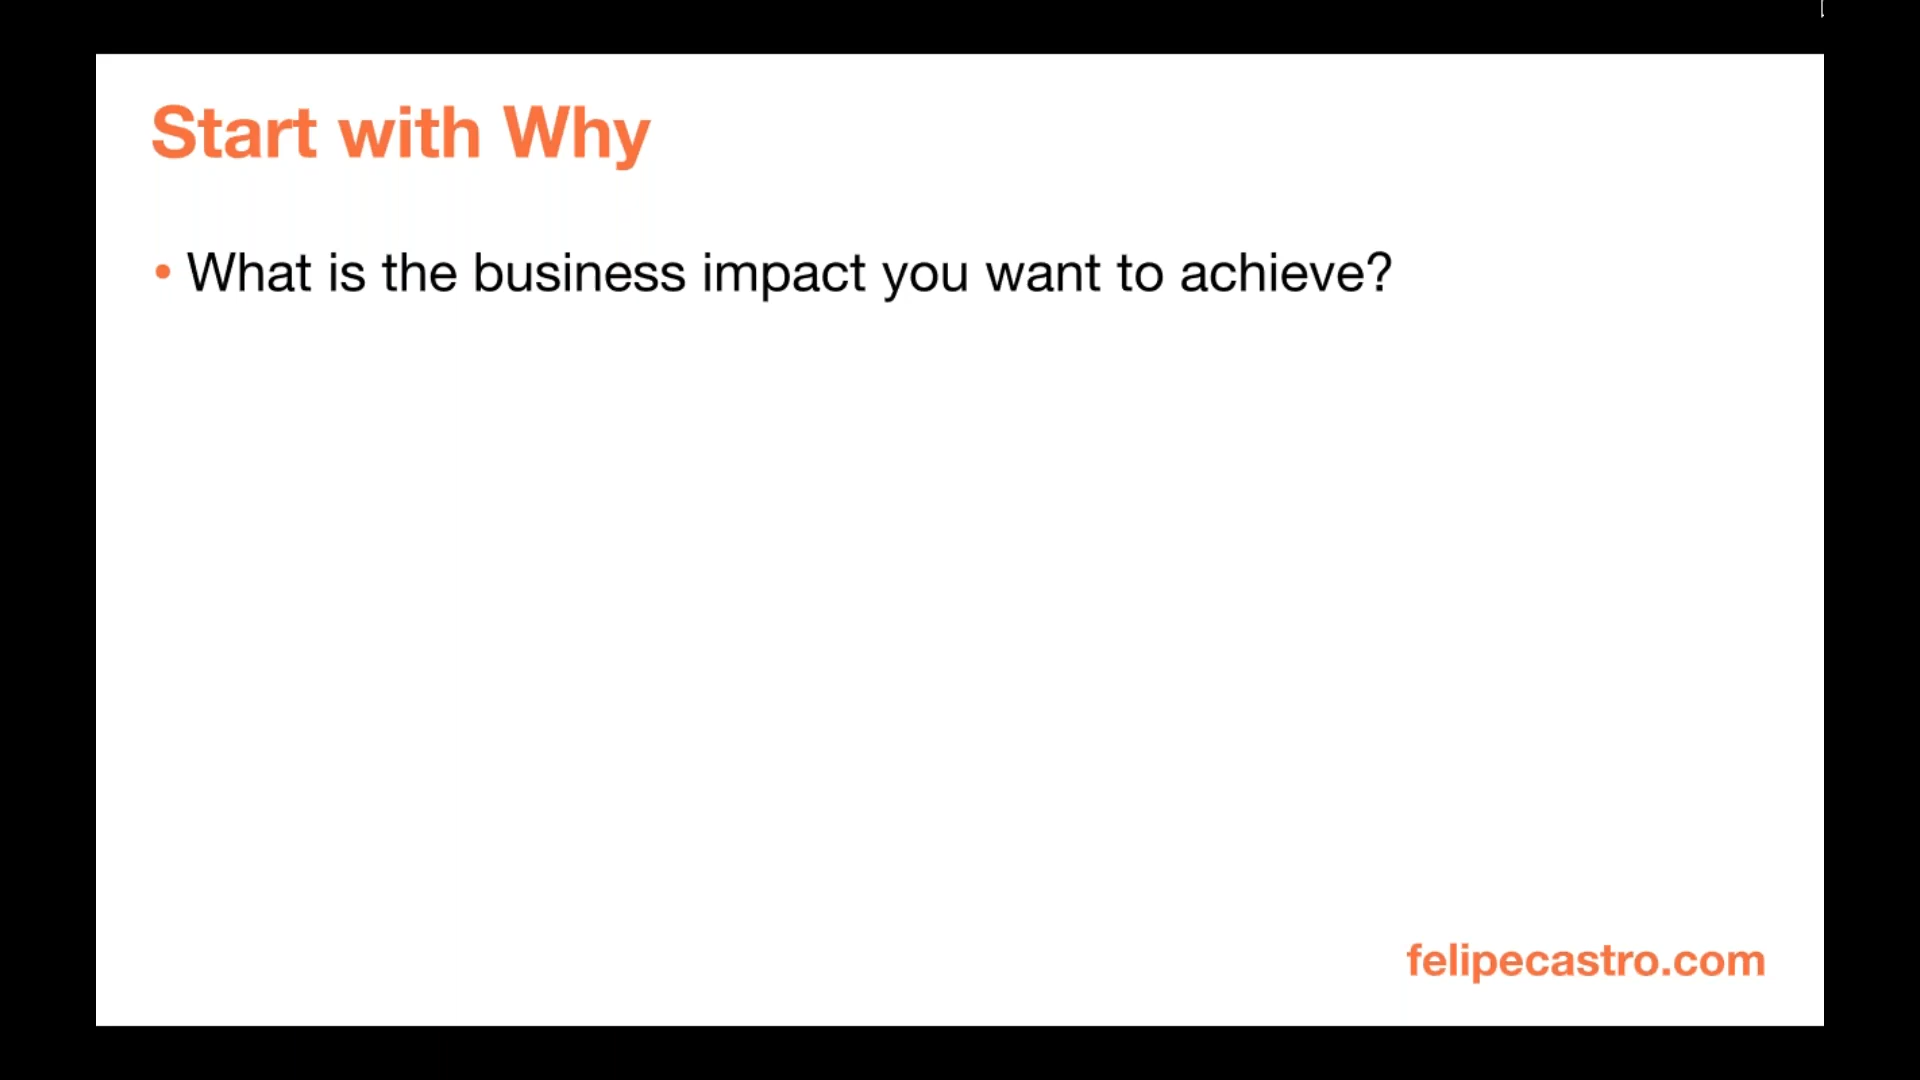 Start with Why
• What is the business impact you want to achieve?
felipecastro.com